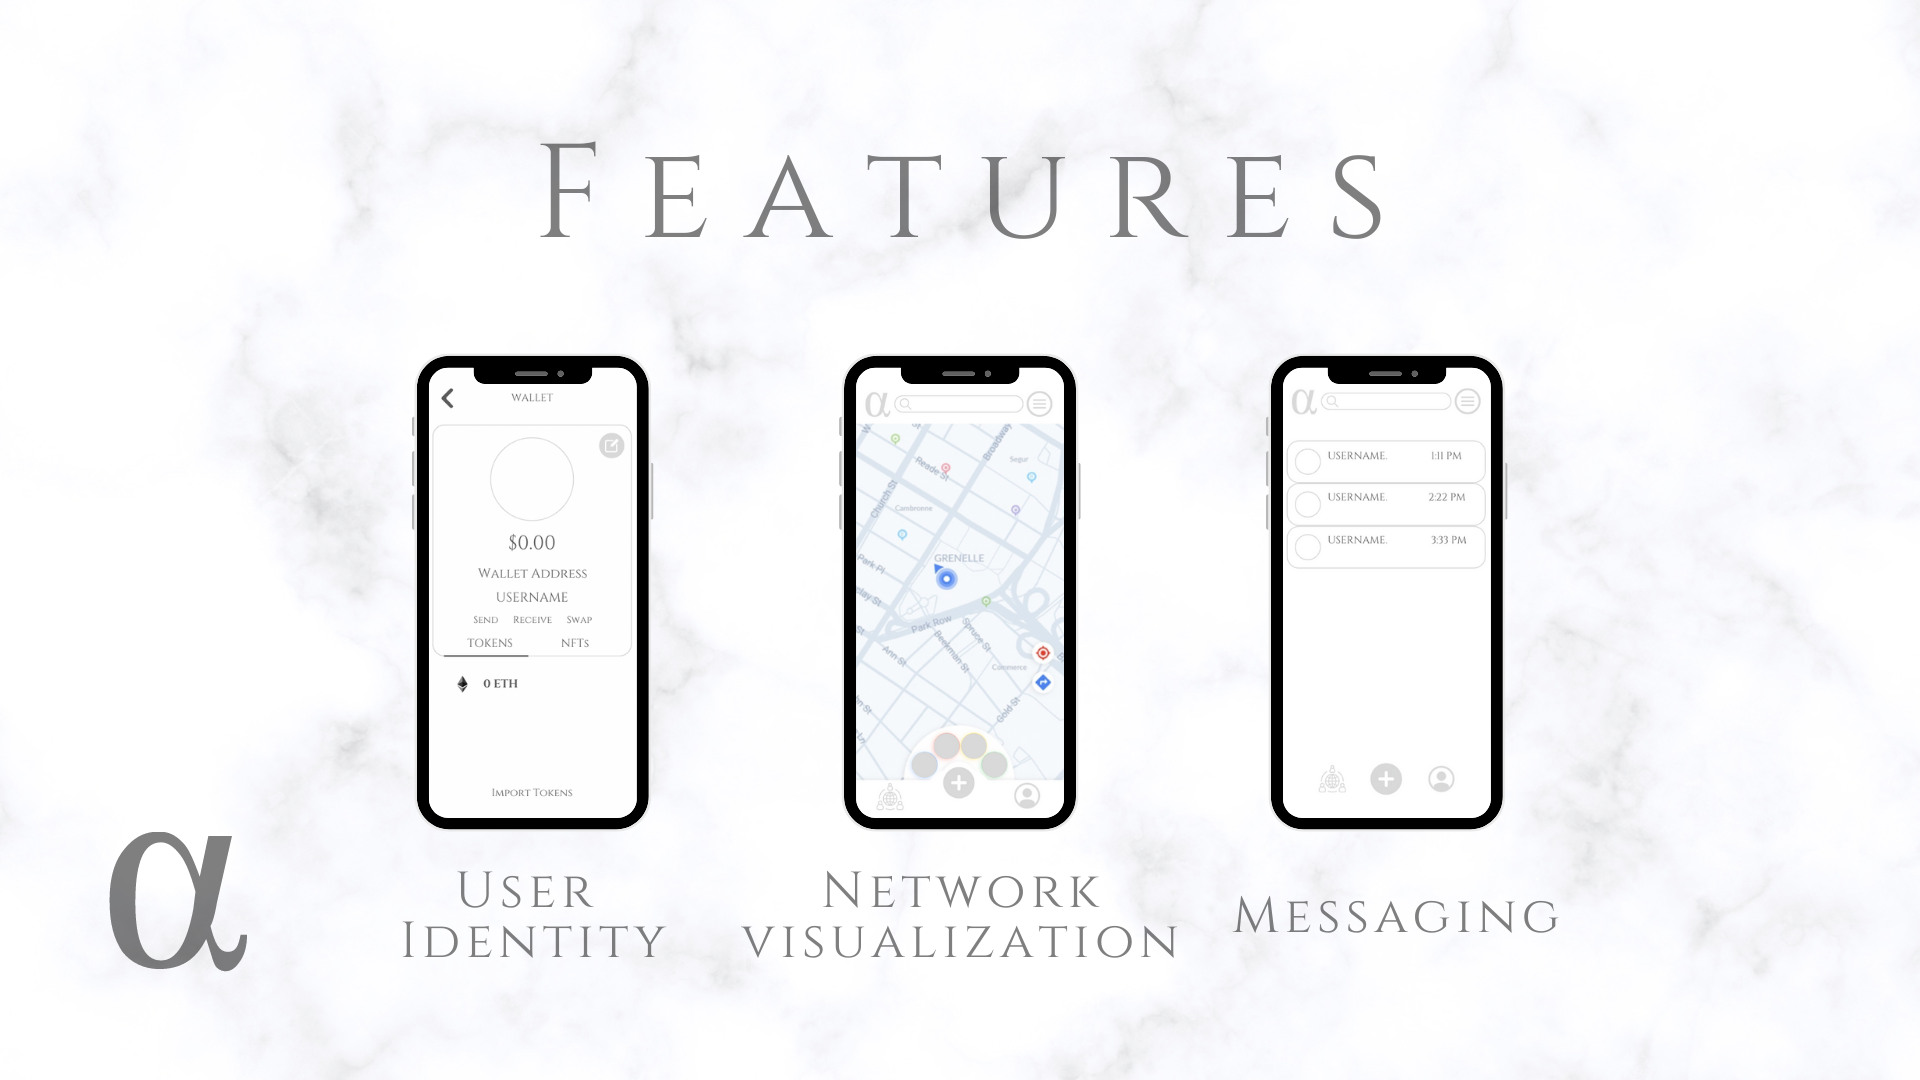 Features
WALLET
$0.00
Wallet Address
USERNAME
Send Receive Swap
TOKENS NFTs
0 ETH
Import Tokens
α
Broadway
Reade St
Segur
Church St
Cambronne
GRENELLE
Park Pl
Park Row
Spruce St
Beekman St
Ann St
Commerce
Gold St
α
USERNAME. 1:11 PM
USERNAME. 2:22 PM
USERNAME. 3:33 PM
User
Identity
Network
visualization
Messaging
α